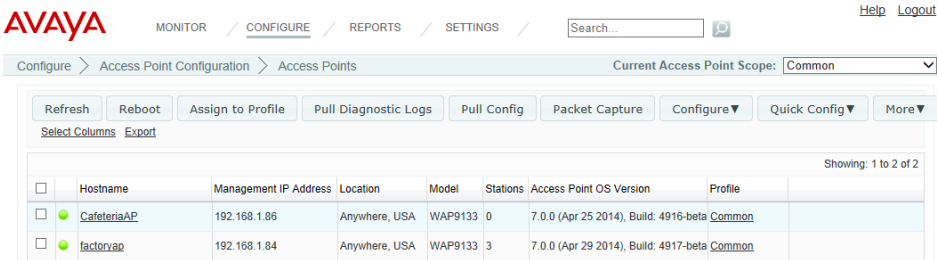 Help Logout
AVAYA MONITOR / CONFIGURE / REPORTS / SETTINGS / Search...
Configure > Access Point Configuration > Access Points Current Access Point Scope: Common
Refresh Reboot Assign to Profile Pull Diagnostic Logs Pull Config Packet Capture Configure▼ Quick Config▼ More▼
Select Columns Export
Showing: 1 to 2 of 2
Hostname Management IP Address Location Model Stations Access Point OS Version Profile
CafeteriaAP 192.168.1.86 Anywhere, USA WAP9133 0 7.0.0 (Apr 25 2014), Build: 4916-beta Common
factoryap 192.168.1.84 Anywhere, USA WAP9133 3 7.0.0 (Apr 29 2014), Build: 4917-beta Common